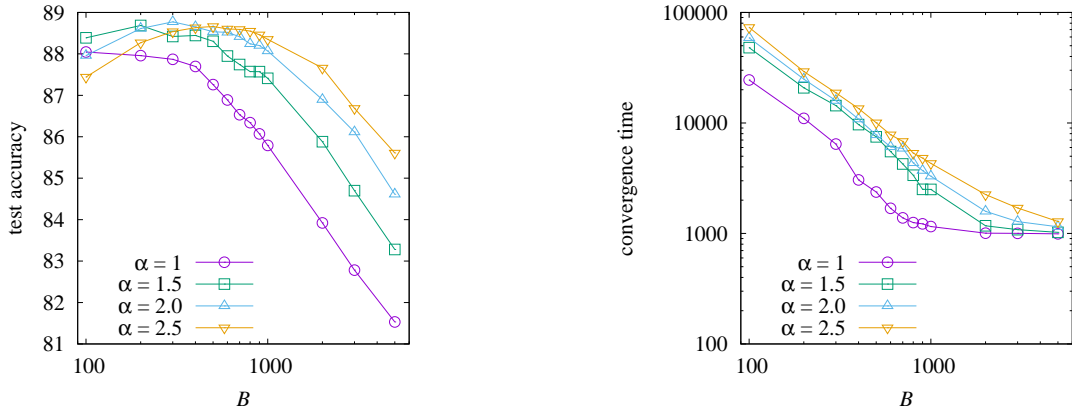 89
88
87
86
85
84
83
82
81
100
1000
test accuracy
B
α = 1
α = 1.5
α = 2.0
α = 2.5
100000
10000
1000
100
100
1000
convergence time
B
α = 1
α = 1.5
α = 2.0
α = 2.5